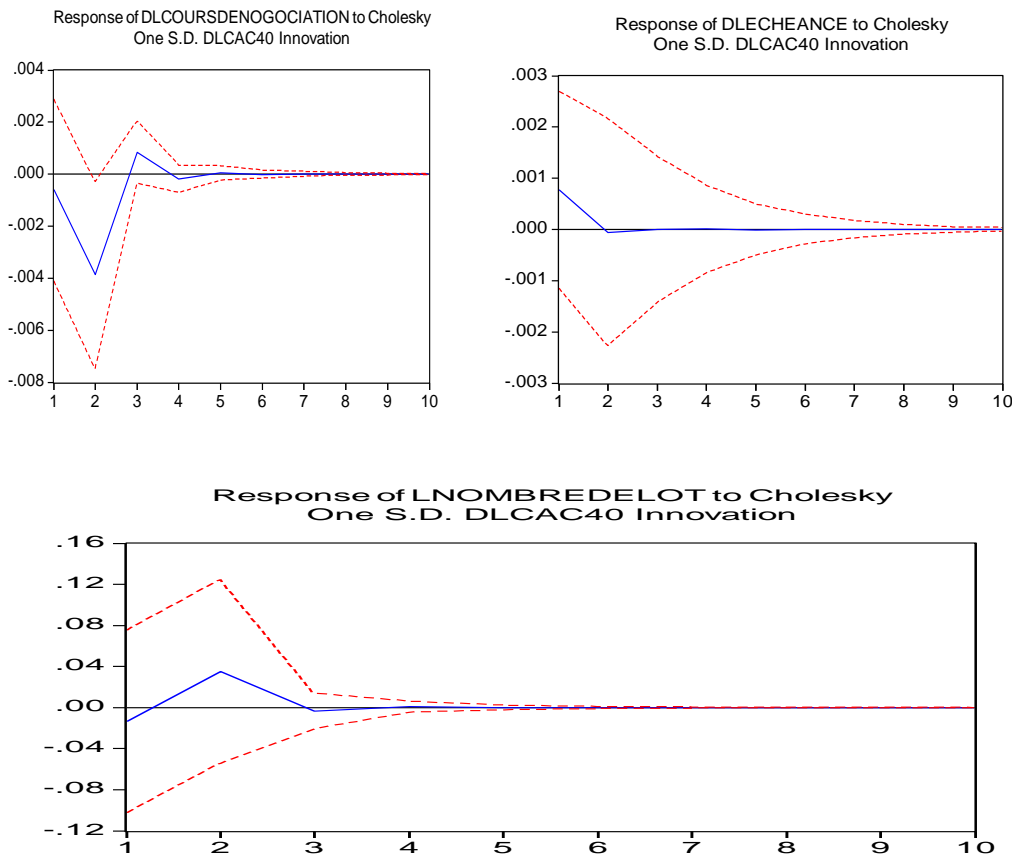 Response of DLCOURSDENOGOCIATION to Cholesky
One S.D. DLCAC40 Innovation
.004
.002
.000
-.002
-.004
-.006
-.008
1 2 3 4 5 6 7 8 9 10
Response of DLECHEANCE to Cholesky
One S.D. DLCAC40 Innovation
.003
.002
.001
.000
-.001
-.002
-.003
1 2 3 4 5 6 7 8 9 10
Response of LNOMBREDELOT to Cholesky
One S.D. DLCAC40 Innovation
.16
.12
.08
.04
.00
-.04
-.08
-.12
1 2 3 4 5 6 7 8 9 10